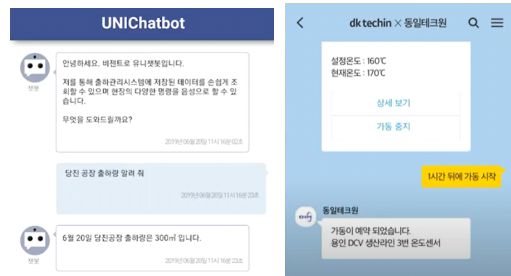 UNIChatbot
안녕하세요. 비젠트로 유니챗봇입니다.
저를 통해 출하관리시스템에 저장된 데이터를 손쉽게 조
회할 수 있으며 현장의 다양한 명령을 음성으로 할 수 있
습니다.
무엇을 도와드릴까요?
2019년06월20일11시16분02초
챗봇
당진 공장 출하량 알려 줘
2019년06월20일11시16분23초
6월 20일 당진공장 출하량은 300㎥ 입니다.
2019년06월20일11시16분23초
챗봇
dk techin × 동일테크원
설정온도 : 160℃
현재온도 : 170℃
상세 보기
가동 중지
1시간 뒤에 가동 시작
동일테크원
가동이 예약 되었습니다.
용인 DCV 생산라인 3번 온도센서